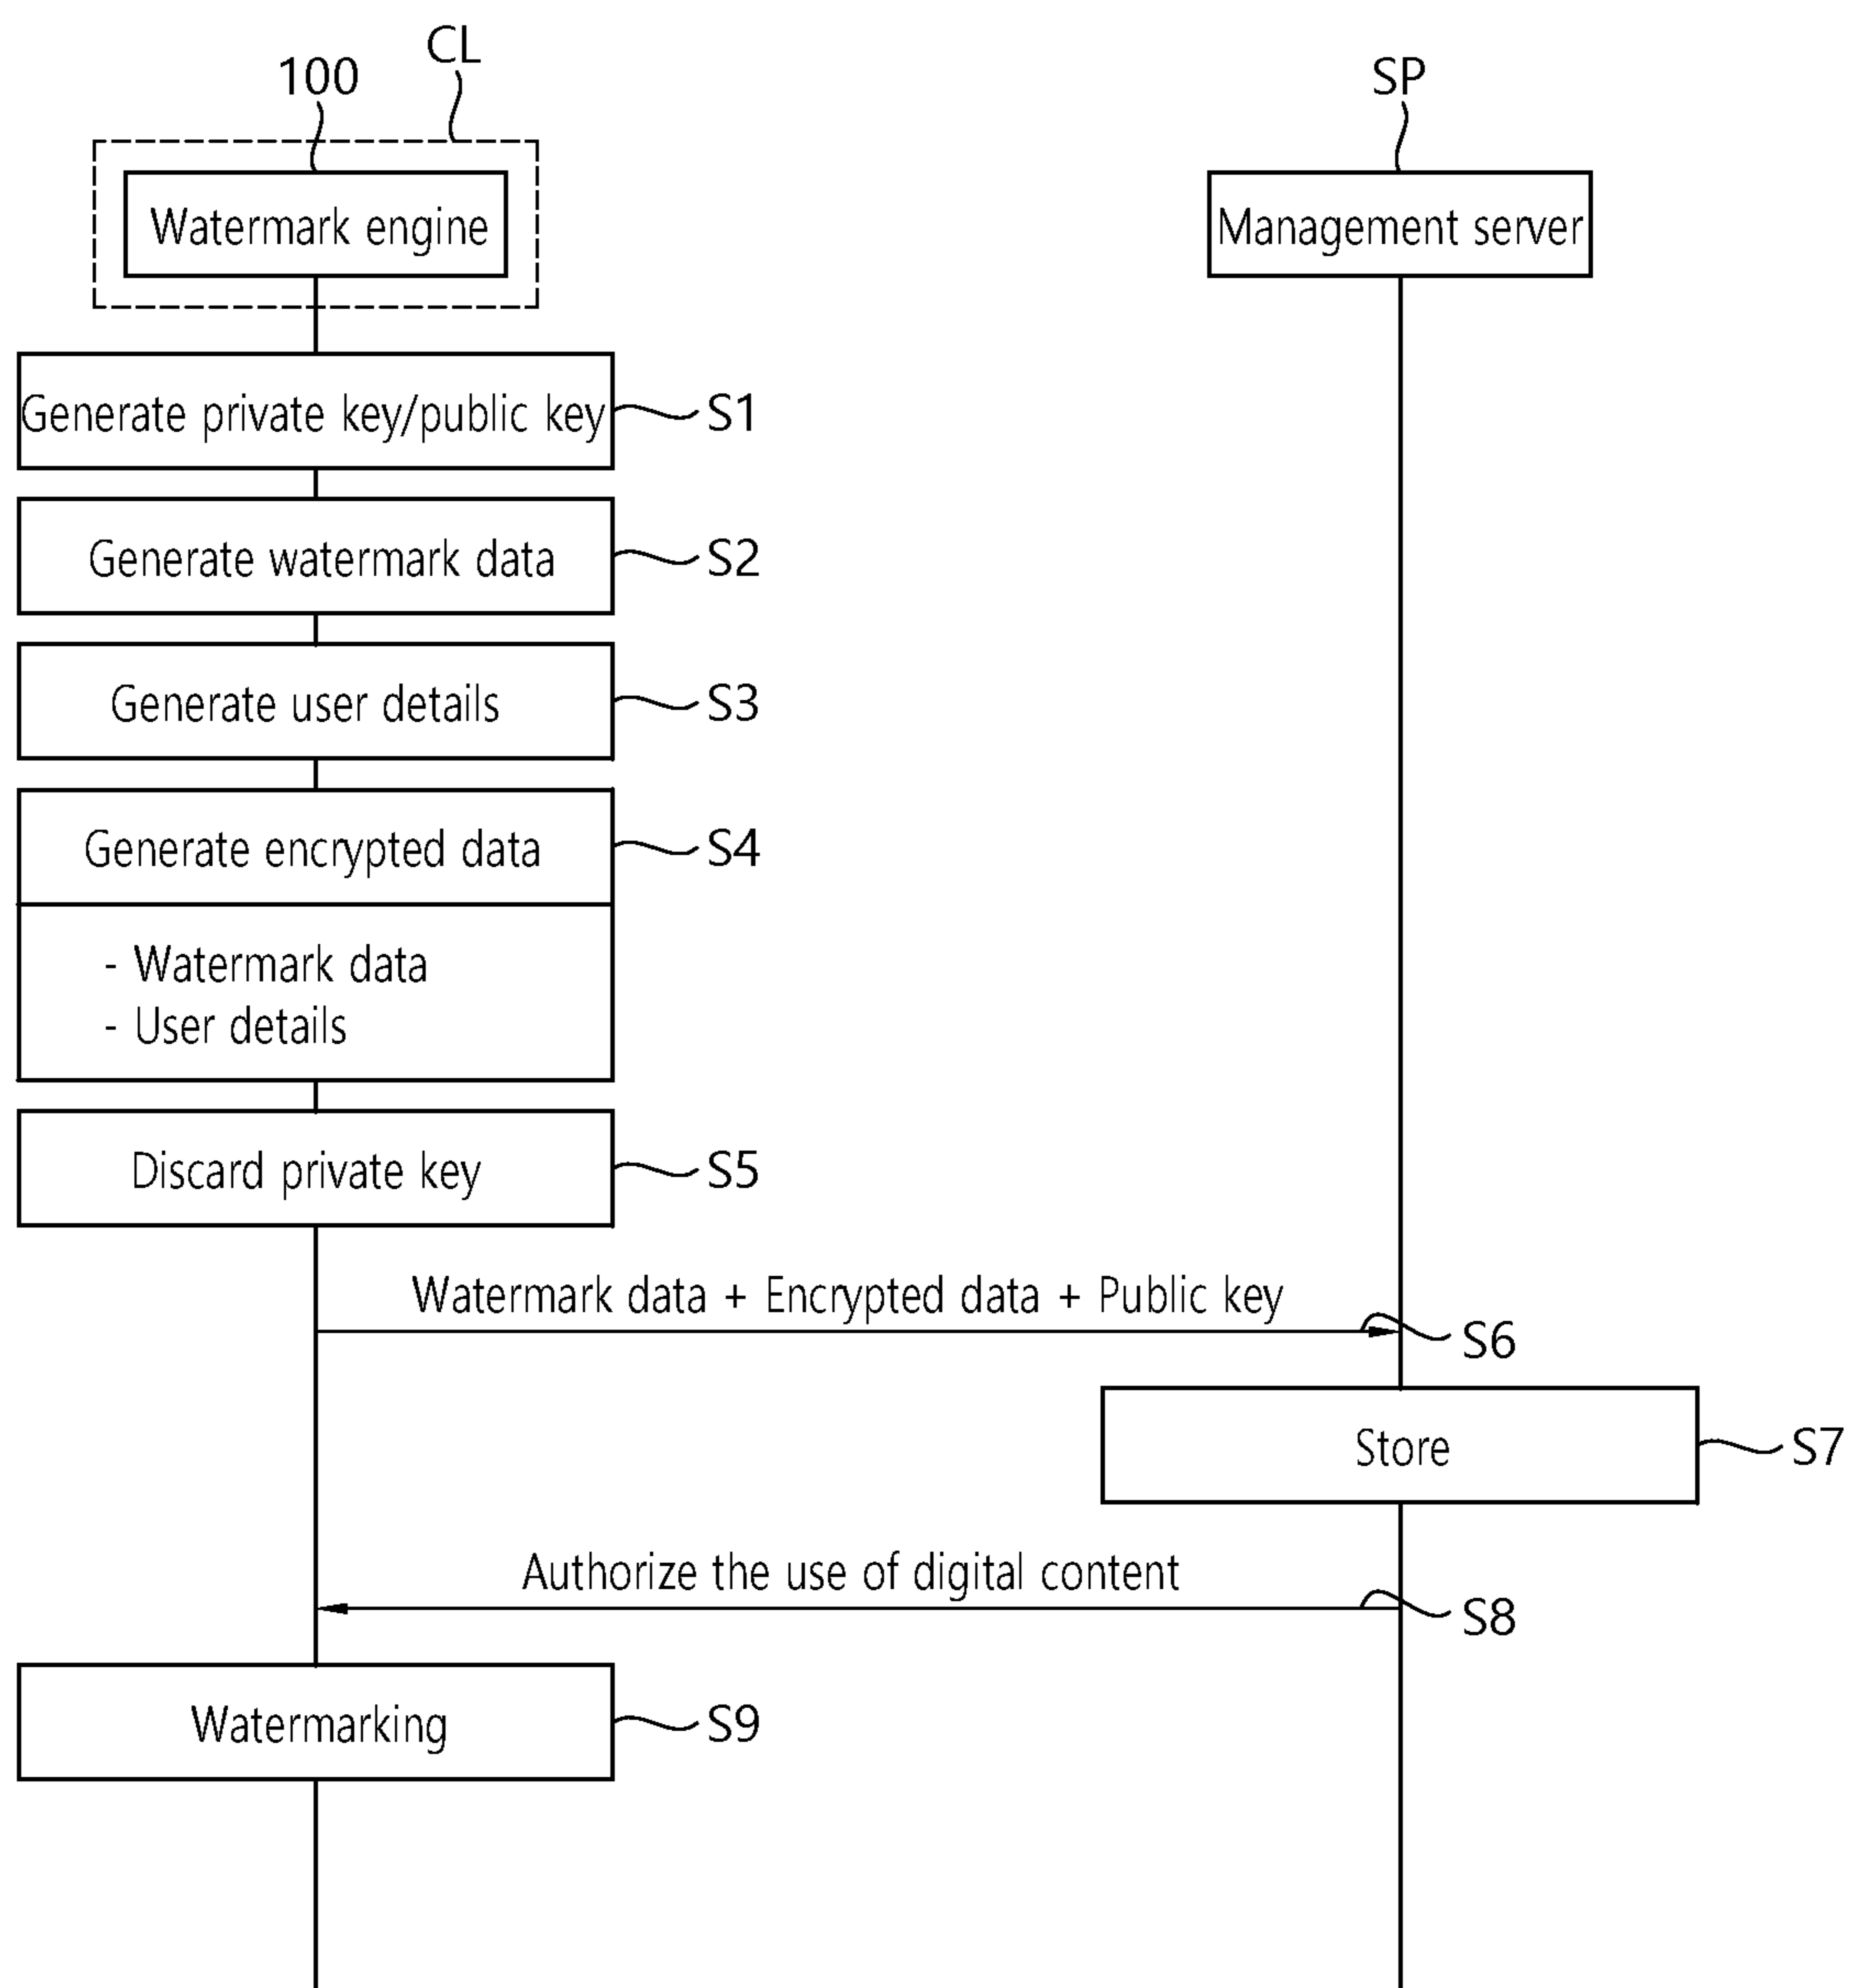 CL
100
SP
Watermark engine
Management server
Generate private key/public key
S1
Generate watermark data
S2
Generate user details
S3
Generate encrypted data
S4
- Watermark data
- User details
Discard private key
S5
Watermark data + Encrypted data + Public key
S6
Store
S7
Authorize the use of digital content
S8
Watermarking
S9